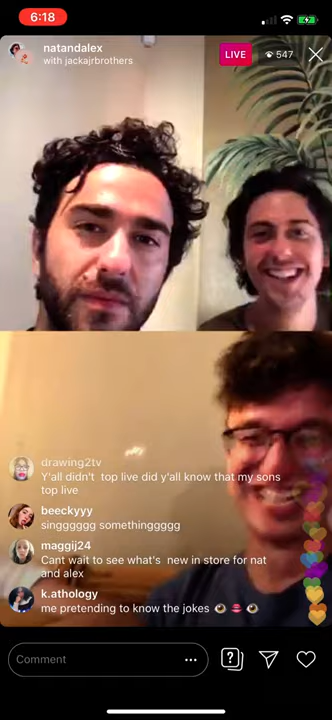 6:18
natandalex
with jackajrbrothers
LIVE
547
drawing2tv
Y'all didn't top live did y'all know that my sons
top live
beeckyyy
singggggg somethinggggg
maggij24
Cant wait to see what's new in store for nat
and alex
k.athology
me pretending to know the jokes 👁️ 👄 👁️
Comment